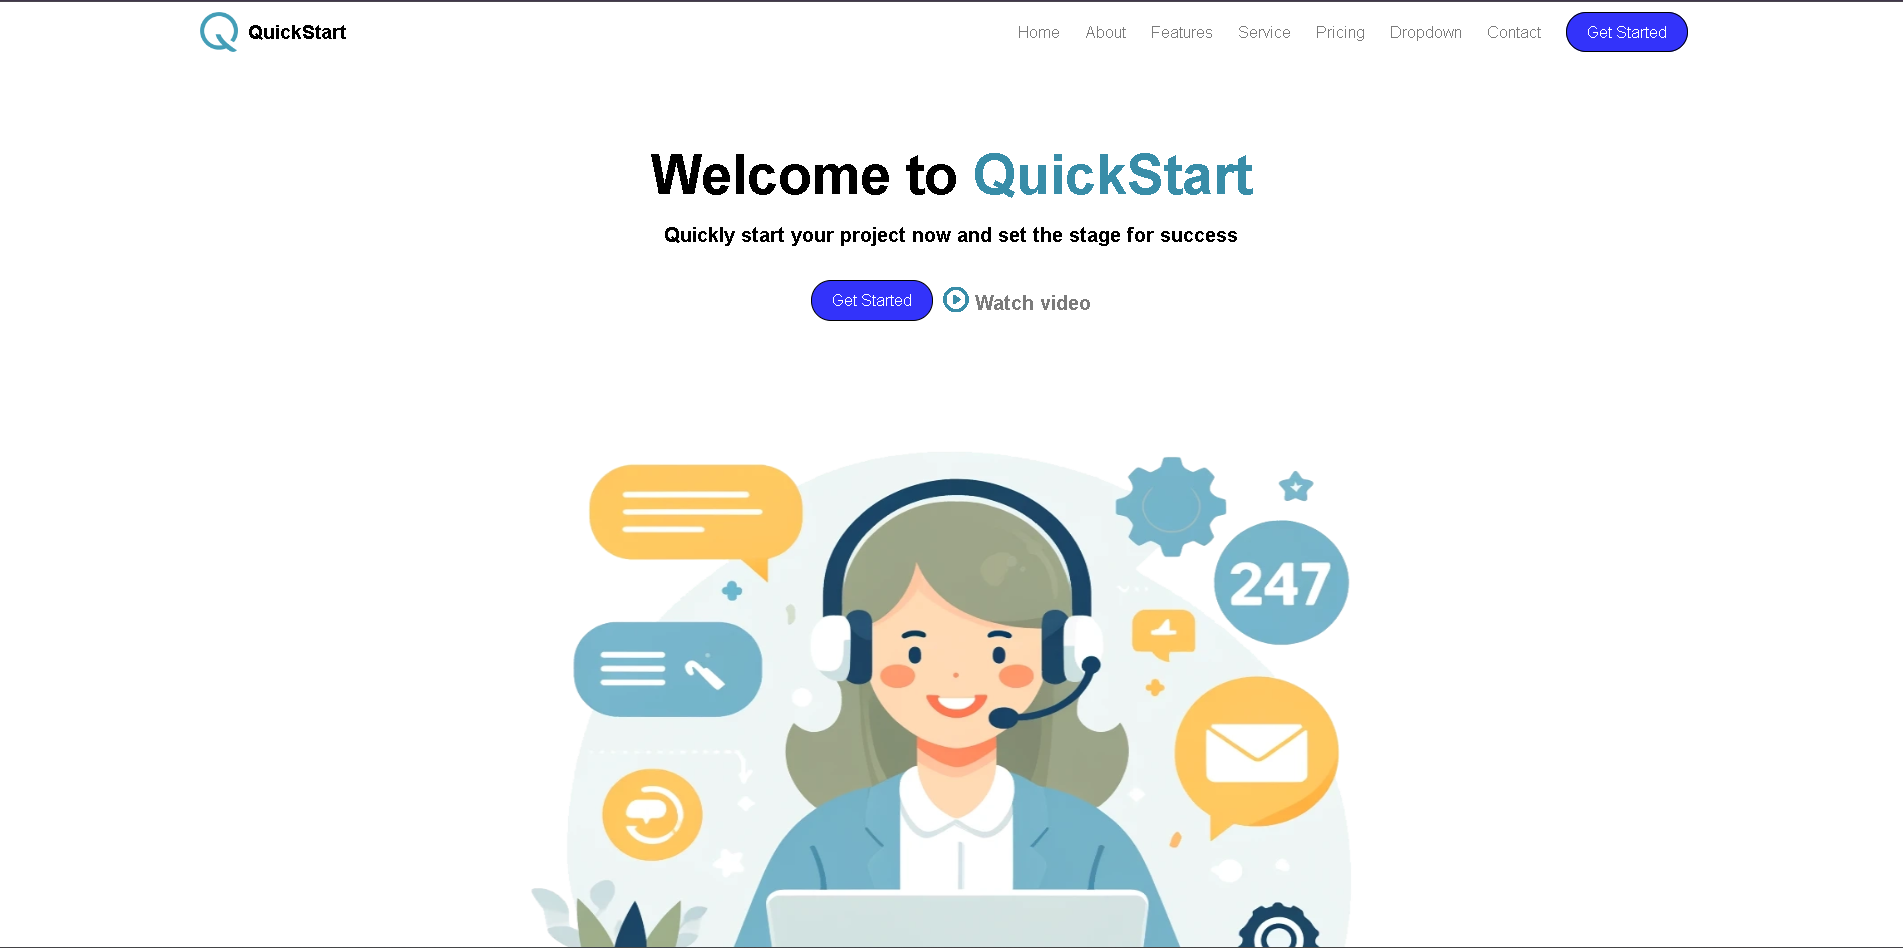 QuickStart
Home About Features Service Pricing Dropdown Contact Get Started
Welcome to QuickStart
Quickly start your project now and set the stage for success
Get Started Watch video
247